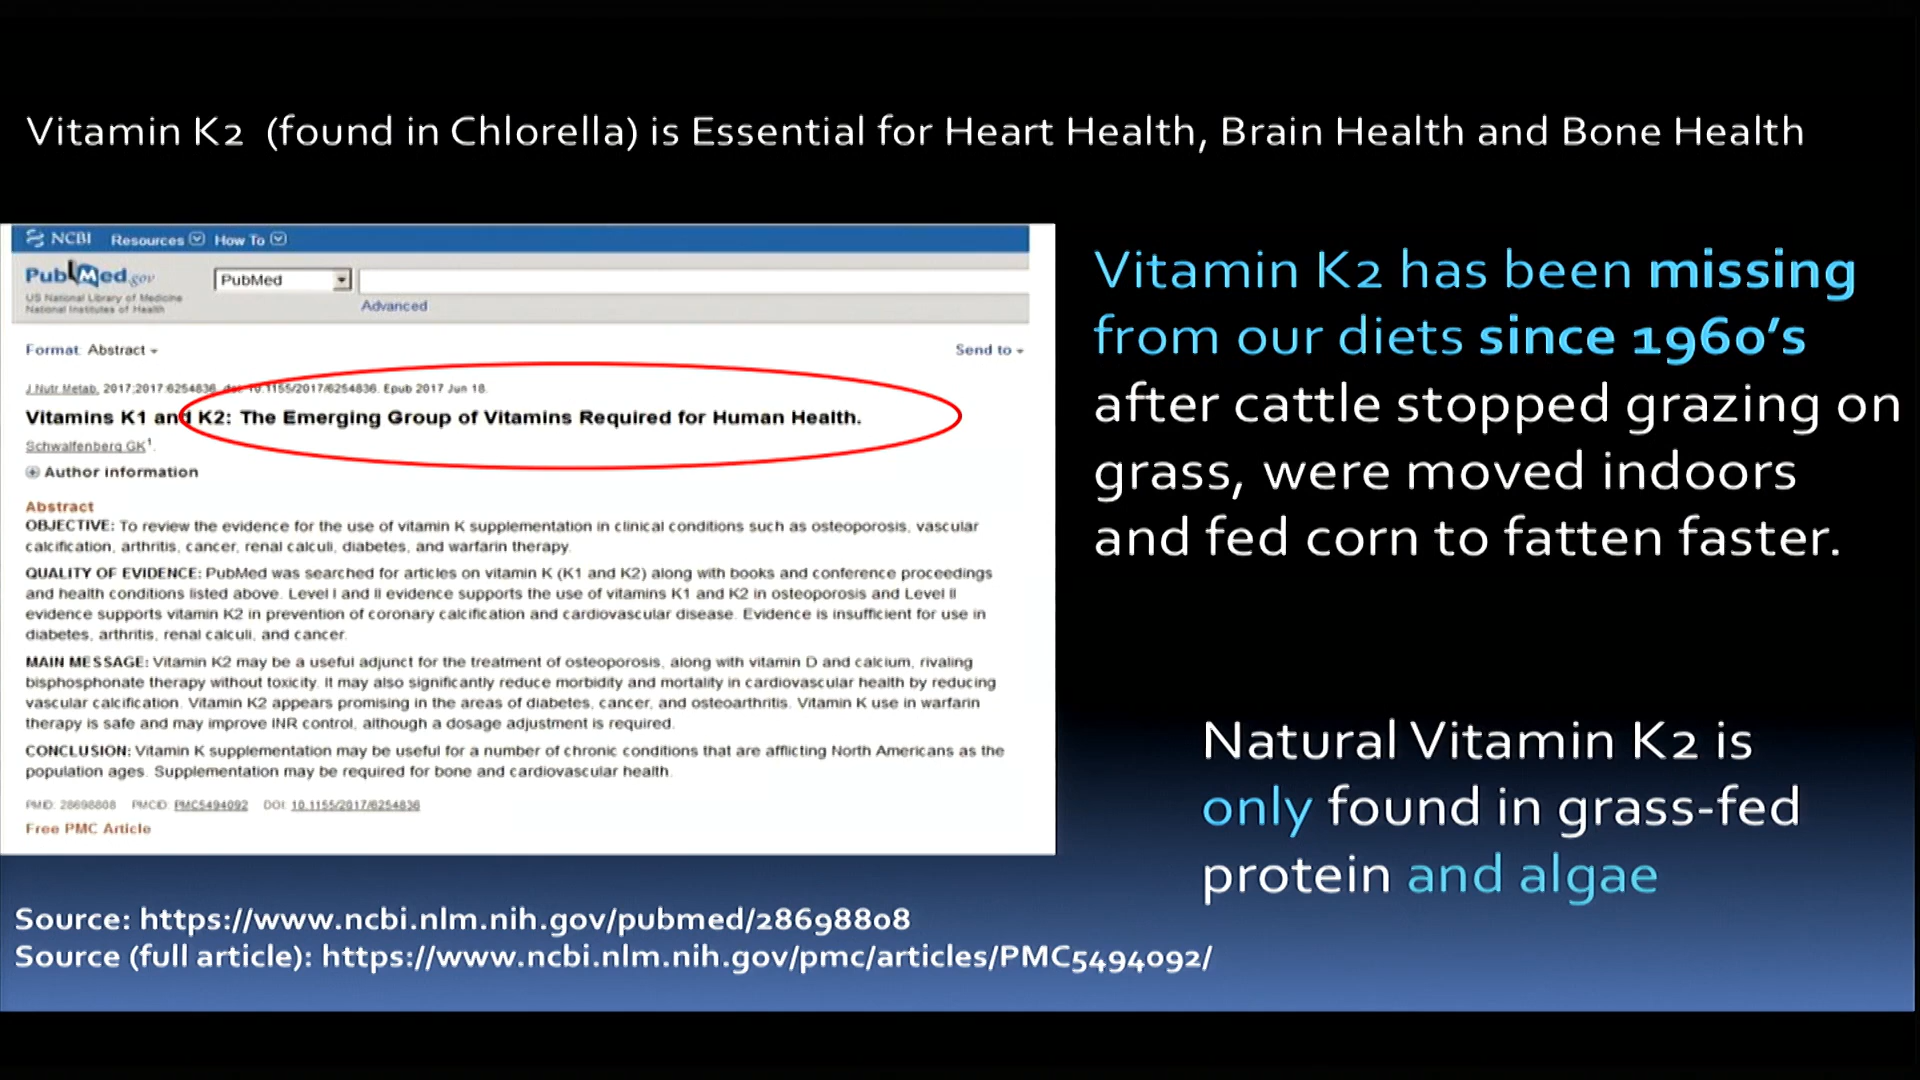 Vitamin K2 (found in Chlorella) is Essential for Heart Health, Brain Health and Bone Health
NCBI Resources How To
PubMed.gov
US National Library of Medicine
National Institutes of Health
PubMed
Advanced
Format: Abstract
Send to
J Nutr Metab. 2017;2017:6254836. doi: 10.1155/2017/6254836. Epub 2017 Jun 18.
Vitamins K1 and K2: The Emerging Group of Vitamins Required for Human Health.
Schwalfenberg GK1.
Author information
Abstract
OBJECTIVE: To review the evidence for the use of vitamin K supplementation in clinical conditions such as osteoporosis, vascular
calcification, arthritis, cancer, renal calculi, diabetes, and warfarin therapy.
QUALITY OF EVIDENCE: PubMed was searched for articles on vitamin K (K1 and K2) along with books and conference proceedings
and health conditions listed above. Level I and II evidence supports the use of vitamins K1 and K2 in osteoporosis and Level II
evidence supports vitamin K2 in prevention of coronary calcification and cardiovascular disease. Evidence is insufficient for use in
diabetes, arthritis, renal calculi, and cancer.
MAIN MESSAGE: Vitamin K2 may be a useful adjunct for the treatment of osteoporosis, along with vitamin D and calcium, rivaling
bisphosphonate therapy without toxicity. It may also significantly reduce morbidity and mortality in cardiovascular health by reducing
vascular calcification. Vitamin K2 appears promising in the areas of diabetes, cancer, and osteoarthritis. Vitamin K use in warfarin
therapy is safe and may improve INR control, although a dosage adjustment is required.
CONCLUSION: Vitamin K supplementation may be useful for a number of chronic conditions that are afflicting North Americans as the
population ages. Supplementation may be required for bone and cardiovascular health.
PMID: 28698808 PMCID: PMC5494092 DOI: 10.1155/2017/6254836
Free PMC Article
Vitamin K2 has been missing
from our diets since 1960's
after cattle stopped grazing on
grass, were moved indoors
and fed corn to fatten faster.
Natural Vitamin K2 is
only found in grass-fed
protein and algae
Source: https://www.ncbi.nlm.nih.gov/pubmed/28698808
Source (full article): https://www.ncbi.nlm.nih.gov/pmc/articles/PMC5494092/